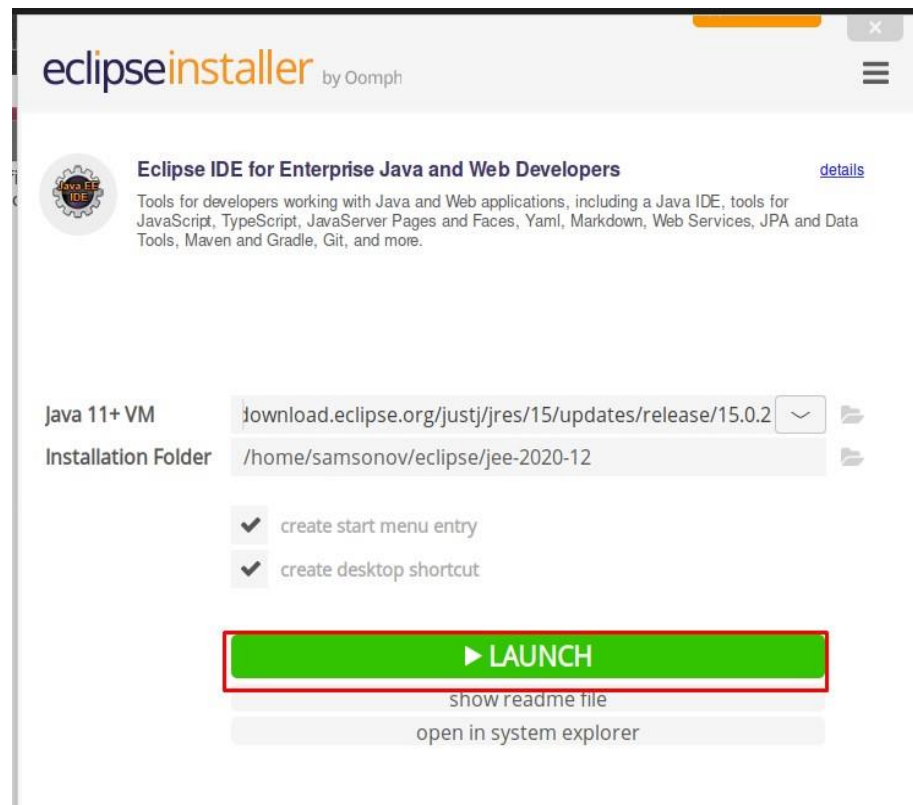 eclipseinstaller by Oomph
Java EE
IDE
Eclipse IDE for Enterprise Java and Web Developers
details
Tools for developers working with Java and Web applications, including a Java IDE, tools for
JavaScript, TypeScript, JavaServer Pages and Faces, Yaml, Markdown, Web Services, JPA and Data
Tools, Maven and Gradle, Git, and more.
Java 11+ VM
download.eclipse.org/justj/jres/15/updates/release/15.0.2
Installation Folder
/home/samsonov/eclipse/jee-2020-12
create start menu entry
create desktop shortcut
LAUNCH
show readme file
open in system explorer